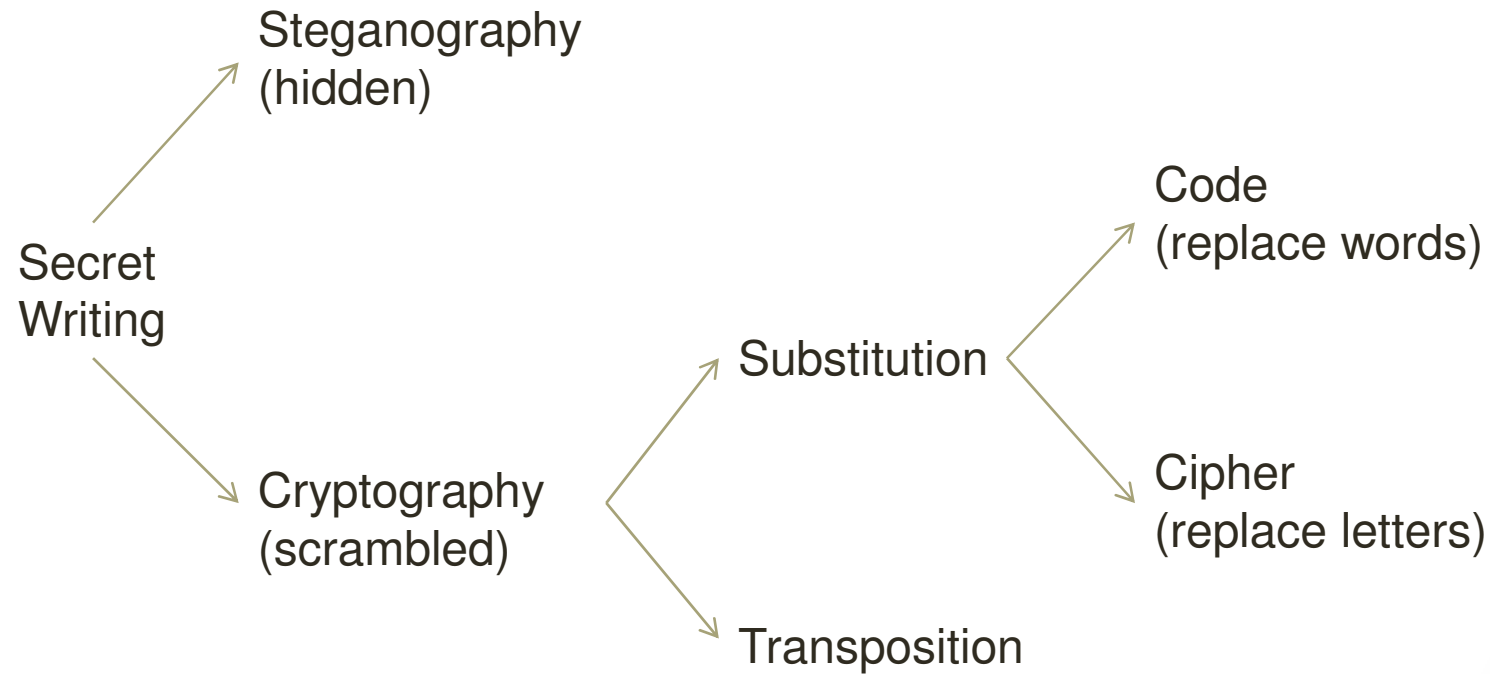 Steganography
(hidden)
Secret
Writing
Cryptography
(scrambled)
Substitution
Transposition
Code
(replace words)
Cipher
(replace letters)